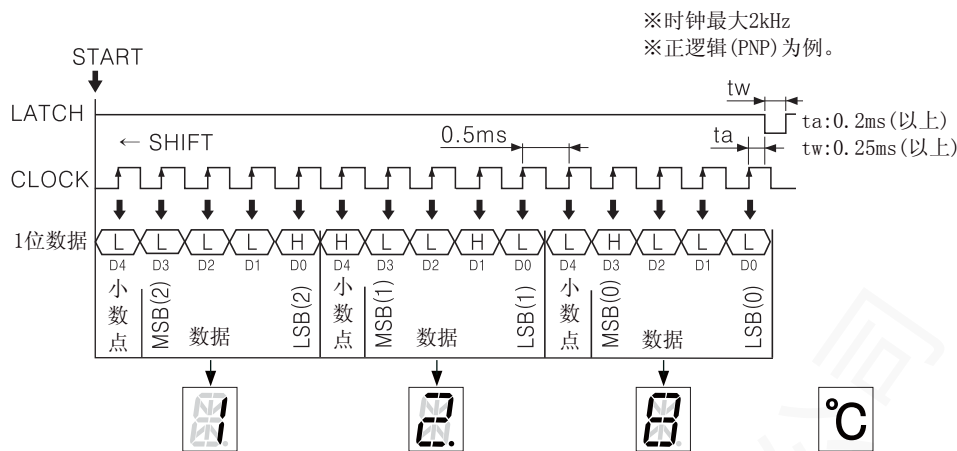 ※时钟最大2kHz
※正逻辑(PNP)为例。
START
LATCH
tw
ta:0.2ms(以上)
tw:0.25ms(以上)
← SHIFT
0.5ms
ta
CLOCK
1位数据
L L L L H H L L H L L H L L L
D4 D3 D2 D1 D0 D4 D3 D2 D1 D0 D4 D3 D2 D1 D0
小数点 MSB(2) 数据 LSB(2) 小数点 MSB(1) 数据 LSB(1) 小数点 MSB(0) 数据 LSB(0)
1 2. 8 ℃